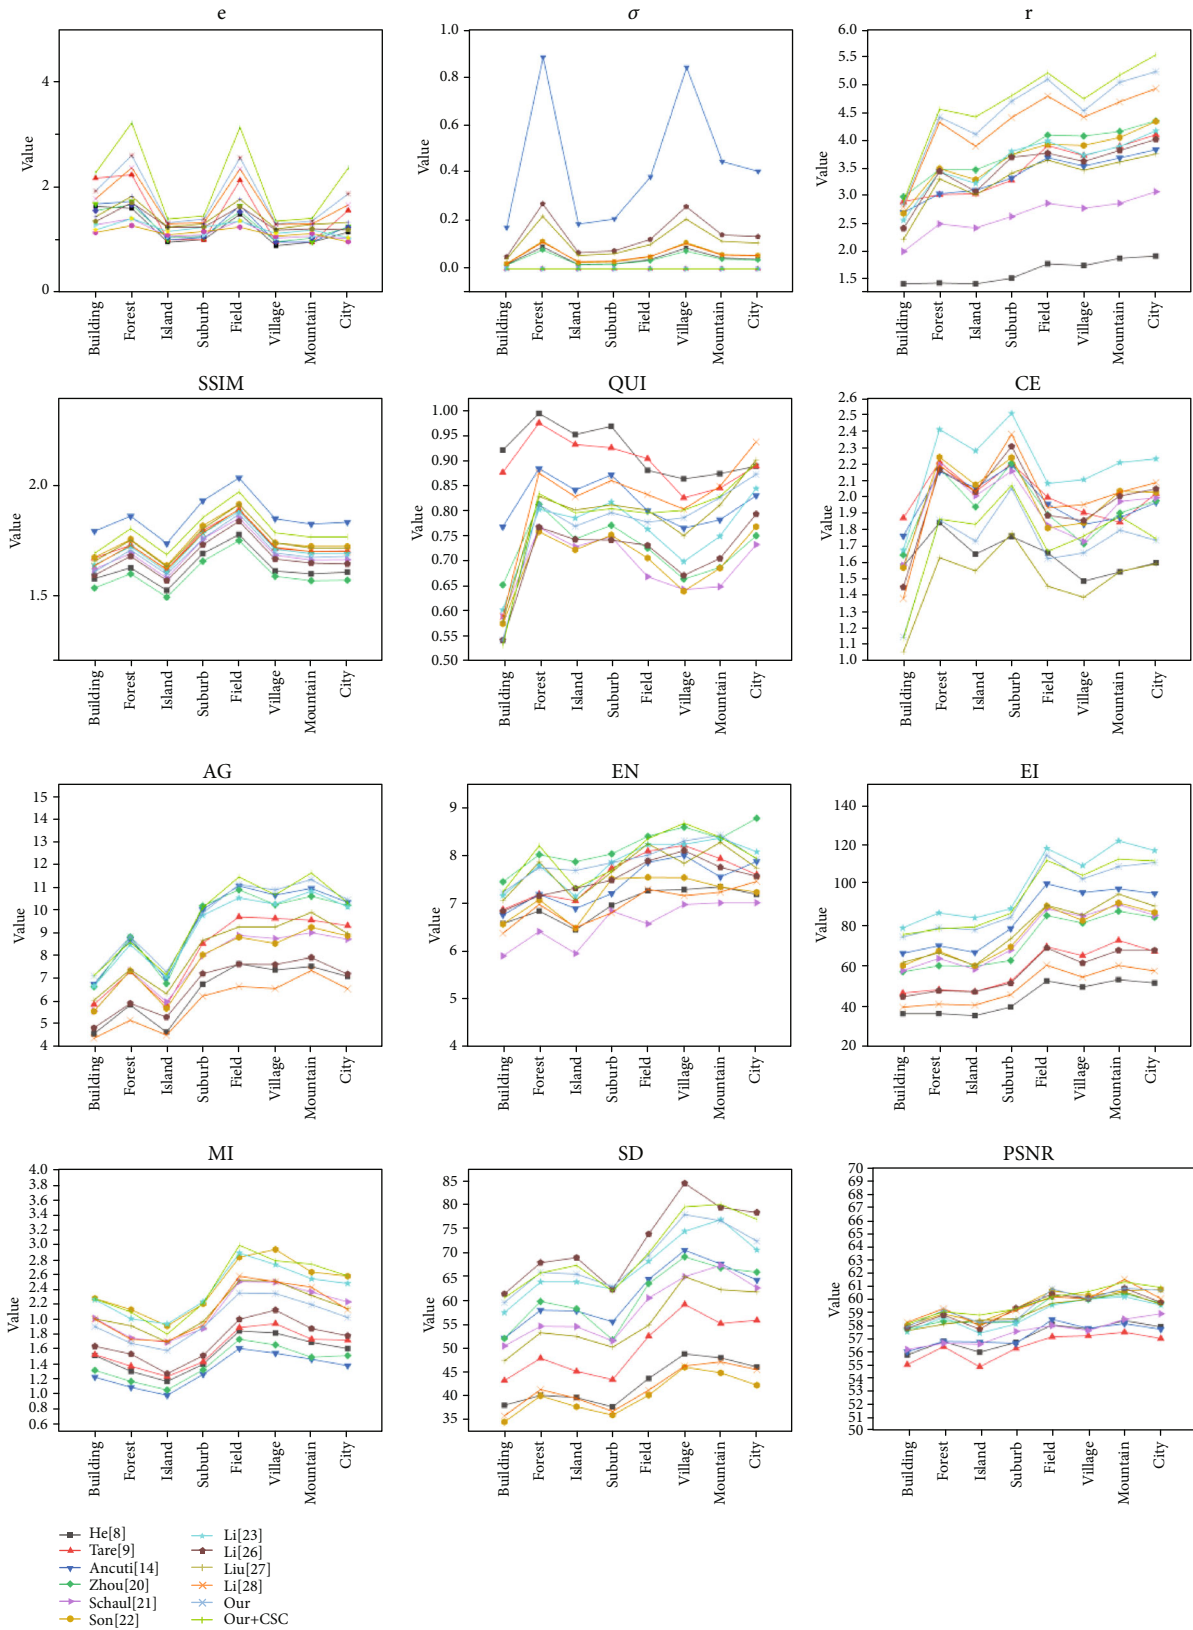 e
Value
4
2
0
Building
Forest
Island
Suburb
Field
Village
Mountain
City
σ
Value
1.0
0.8
0.6
0.4
0.2
0.0
Building
Forest
Island
Suburb
Field
Village
Mountain
City
r
Value
6.0
5.5
5.0
4.5
4.0
3.5
3.0
2.5
2.0
1.5
Building
Forest
Island
Suburb
Field
Village
Mountain
City
SSIM
Value
2.0
1.5
Building
Forest
Island
Suburb
Field
Village
Mountain
City
QUI
Value
1.00
0.95
0.90
0.85
0.80
0.75
0.70
0.65
0.60
0.55
0.50
Building
Forest
Island
Suburb
Field
Village
Mountain
City
CE
Value
2.6
2.5
2.4
2.3
2.2
2.1
2.0
1.9
1.8
1.7
1.6
1.5
1.4
1.3
1.2
1.1
1.0
Building
Forest
Island
Suburb
Field
Village
Mountain
City
AG
Value
15
14
13
12
11
10
9
8
7
6
5
4
Building
Forest
Island
Suburb
Field
Village
Mountain
City
EN
Value
9
8
7
6
5
4
Building
Forest
Island
Suburb
Field
Village
Mountain
City
EI
Value
140
120
100
80
60
40
20
Building
Forest
Island
Suburb
Field
Village
Mountain
City
MI
Value
4.0
3.8
3.6
3.4
3.2
3.0
2.8
2.6
2.4
2.2
2.0
1.8
1.6
1.4
1.2
1.0
0.8
0.6
Building
Forest
Island
Suburb
Field
Village
Mountain
City
SD
Value
85
80
75
70
65
60
55
50
45
40
35
Building
Forest
Island
Suburb
Field
Village
Mountain
City
PSNR
Value
70
69
68
67
66
65
64
63
62
61
60
59
58
57
56
55
54
53
52
51
50
Building
Forest
Island
Suburb
Field
Village
Mountain
City
He[8]
Tare[9]
Ancuti[14]
Zhou[20]
Schaul[21]
Son[22]
Li[23]
Li[26]
Liu[27]
Li[28]
Our
Our+CSC